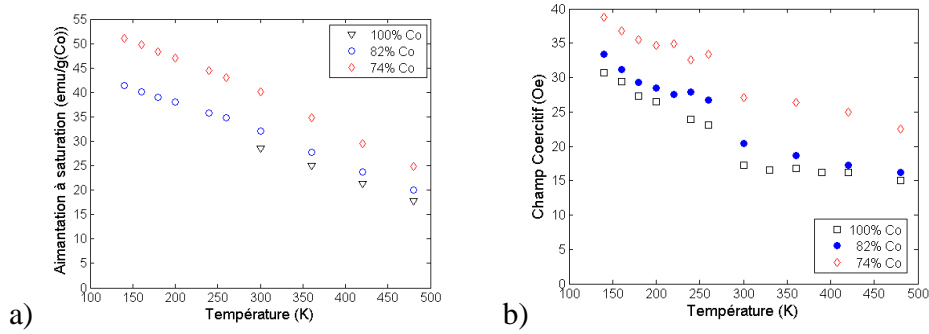 55
50
45
40
35
30
25
20
15
10
5
0
Aimantation à saturation (emu/g(Co))
100% Co
82% Co
74% Co
100 150 200 250 300 350 400 450 500
Température (K)
a)
40
35
30
25
20
15
10
5
0
Champ Coercitif (Oe)
100% Co
82% Co
74% Co
100 150 200 250 300 350 400 450 500
Température (K)
b)